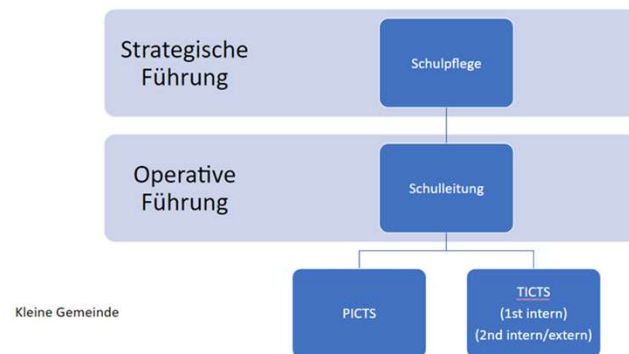 Strategische
Führung
Schulpflege
Operative
Führung
Schulleitung
Kleine Gemeinde
PICTS
TICTS
(1st intern)
(2nd intern/extern)